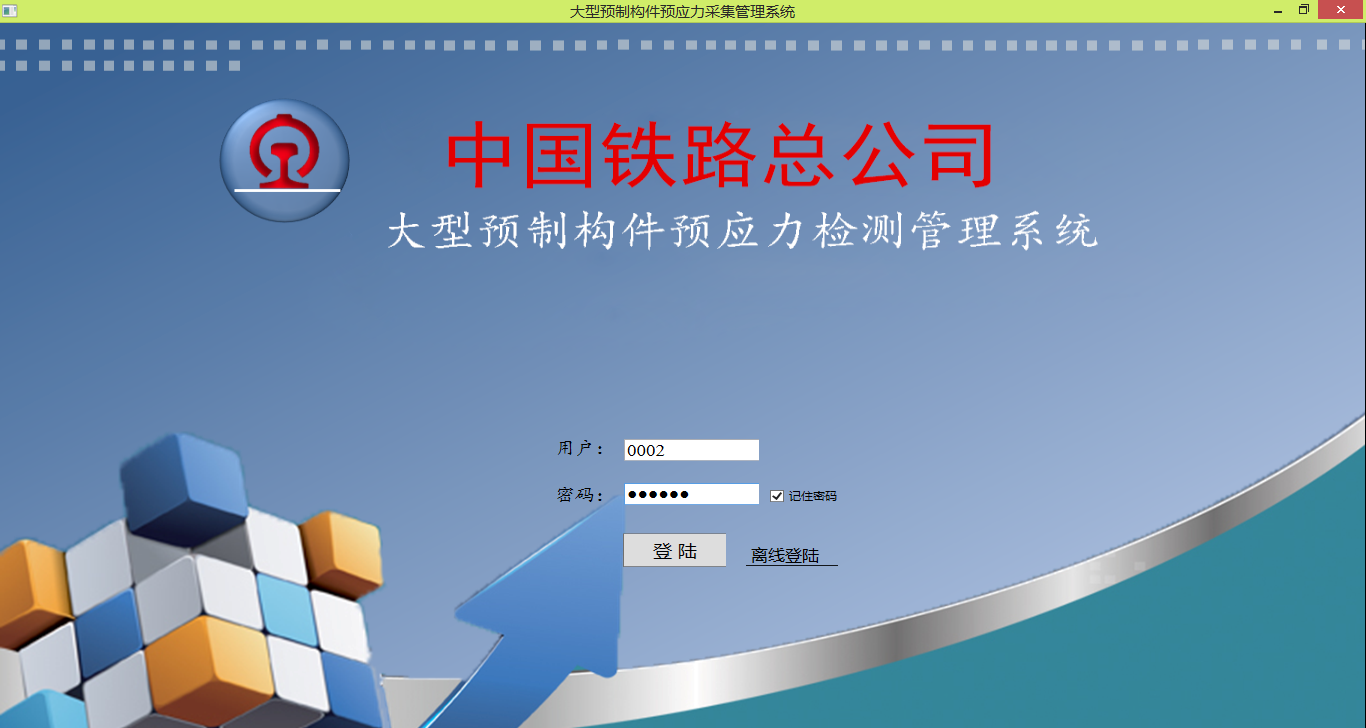 大型预制构件预应力采集管理系统
中国铁路总公司
大型预制构件预应力检测管理系统
用户：
0002
密码：
●●●●●●
记住密码
登 陆
离线登陆